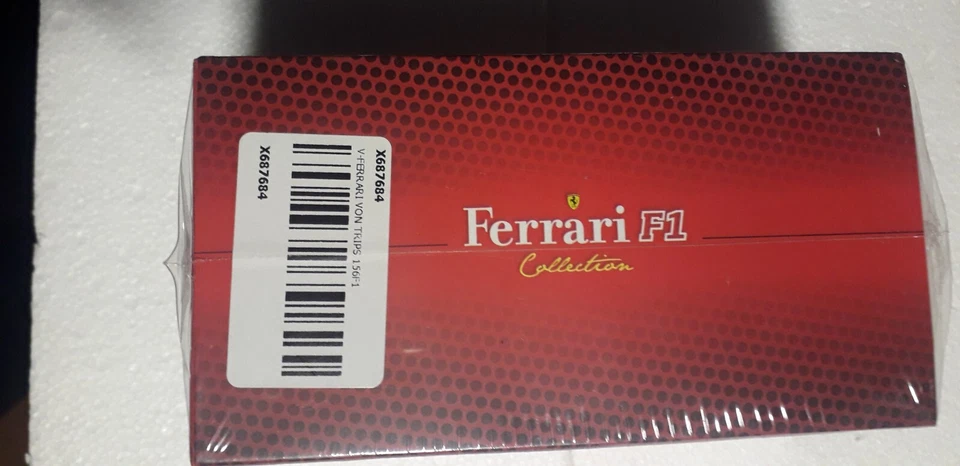 X687684
V-FERRARI VON TRIPS 156F1
X687684
Ferrari F1
Collection